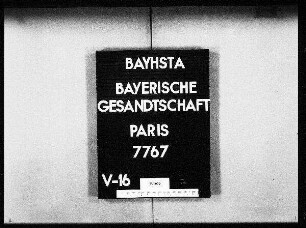 BAYHSTA
BAYERISCHE
GESANDTSCHAFT
PARIS
7767
V-16